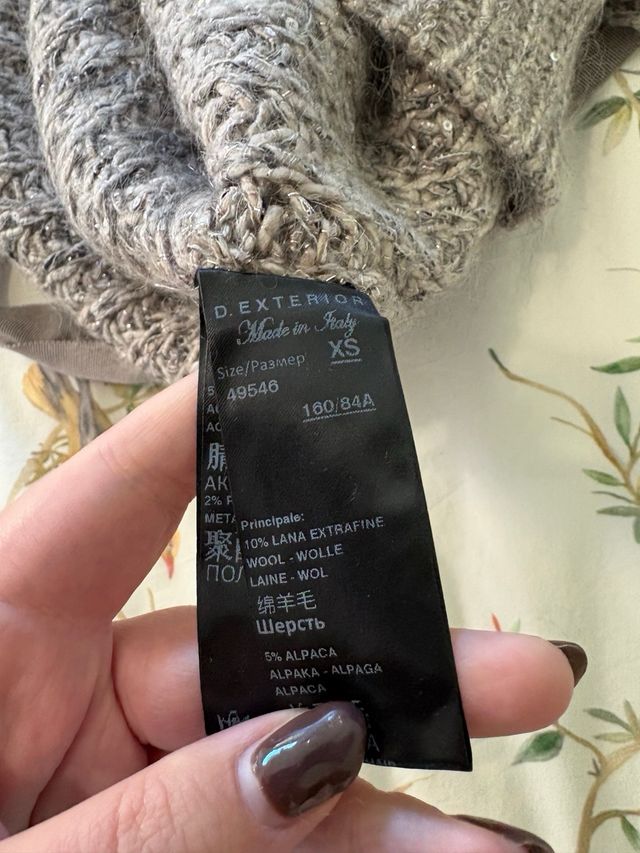 D. EXTERIOR
Made in Italy
Size/Размер XS
49546
160/84A
Principale:
10% LANA EXTRAFINE
WOOL - WOLLE
LAINE - WOL
绵羊毛
Шерсть
5% ALPACA
ALPAKA - ALPAGA
ALPACA
2%